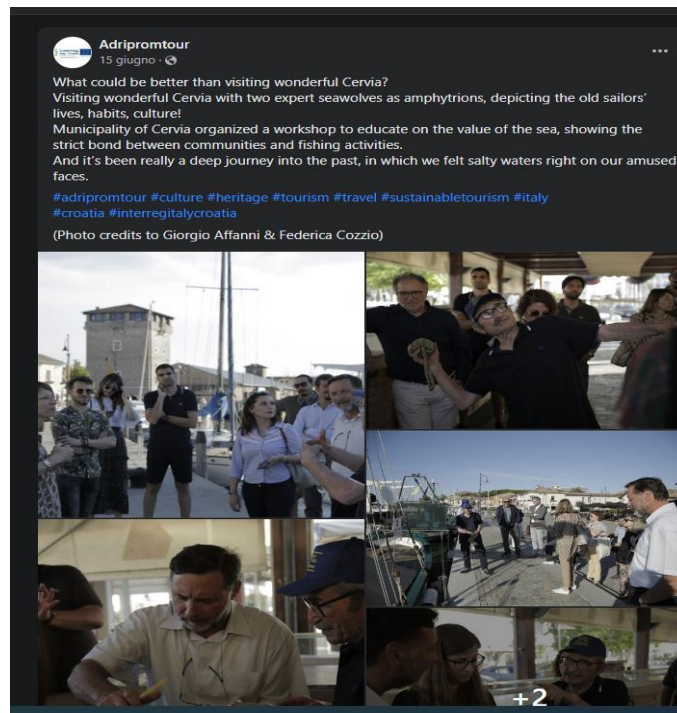 Adripromtour
15 giugno ·
What could be better than visiting wonderful Cervia?
Visiting wonderful Cervia with two expert seawolves as amphytrions, depicting the old sailors'
lives, habits, culture!
Municipality of Cervia organized a workshop to educate on the value of the sea, showing the
strict bond between communities and fishing activities.
And it's been really a deep journey into the past, in which we felt salty waters right on our amused
faces.
#adripromtour #culture #heritage #tourism #travel #sustainabletourism #italy
#croatia #interregitalycroatia
(Photo credits to Giorgio Affanni & Federica Cozzio)
+2